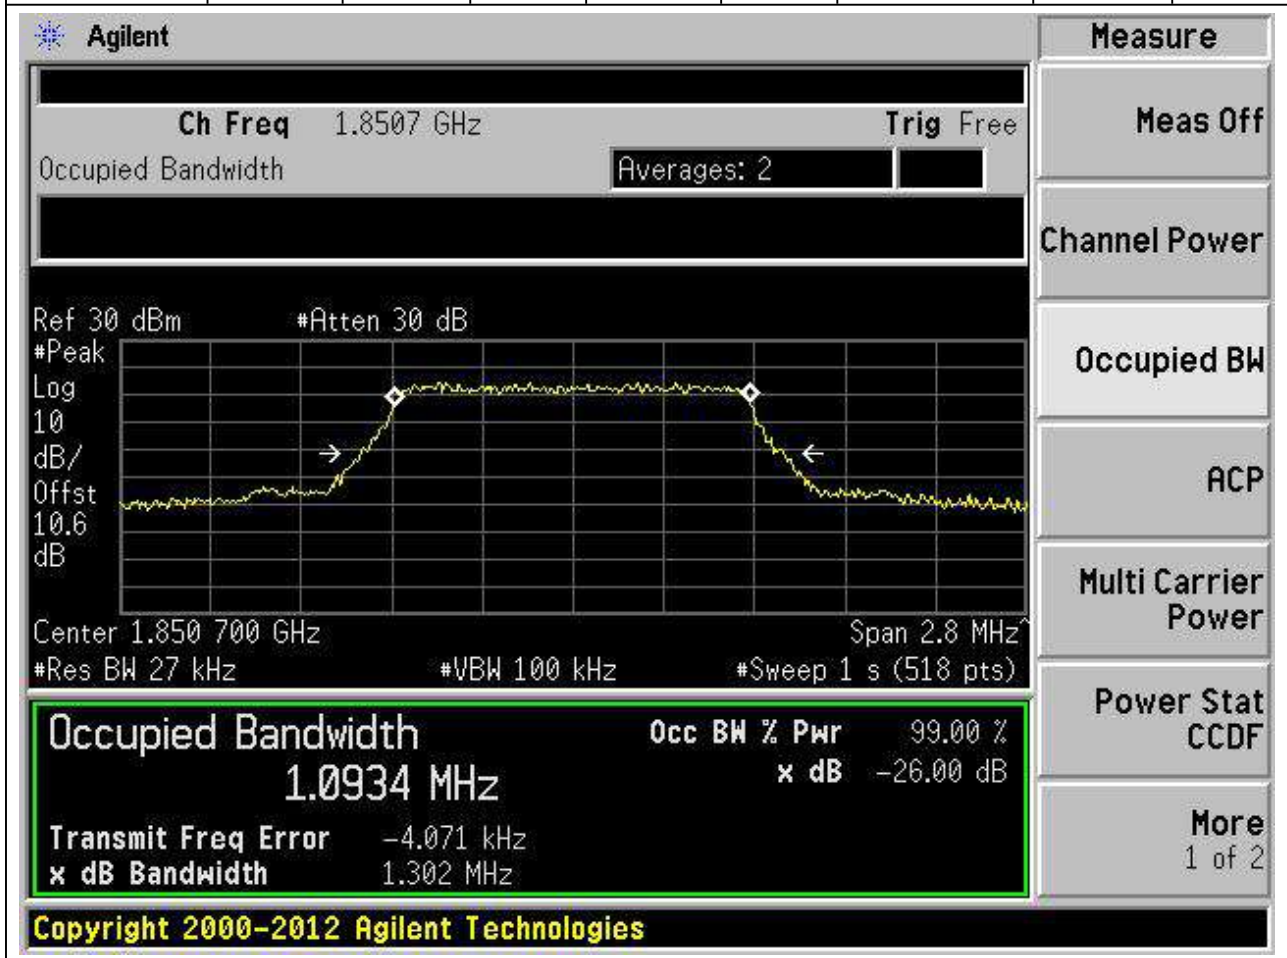 Agilent
Measure
Ch Freq 1.8507 GHz Trig Free
Occupied Bandwidth Averages: 2
Meas Off
Channel Power
Occupied BW
ACP
Multi Carrier
Power
Power Stat
CCDF
More
1 of 2
Ref 30 dBm #Atten 30 dB
#Peak
Log
10
dB/
Offst
10.6
dB
Center 1.850 700 GHz Span 2.8 MHz^
#Res BW 27 kHz #VBW 100 kHz #Sweep 1 s (518 pts)
Occupied Bandwidth Occ BW % Pwr 99.00 %
1.0934 MHz x dB -26.00 dB
Transmit Freq Error -4.071 kHz
x dB Bandwidth 1.302 MHz
Copyright 2000-2012 Agilent Technologies